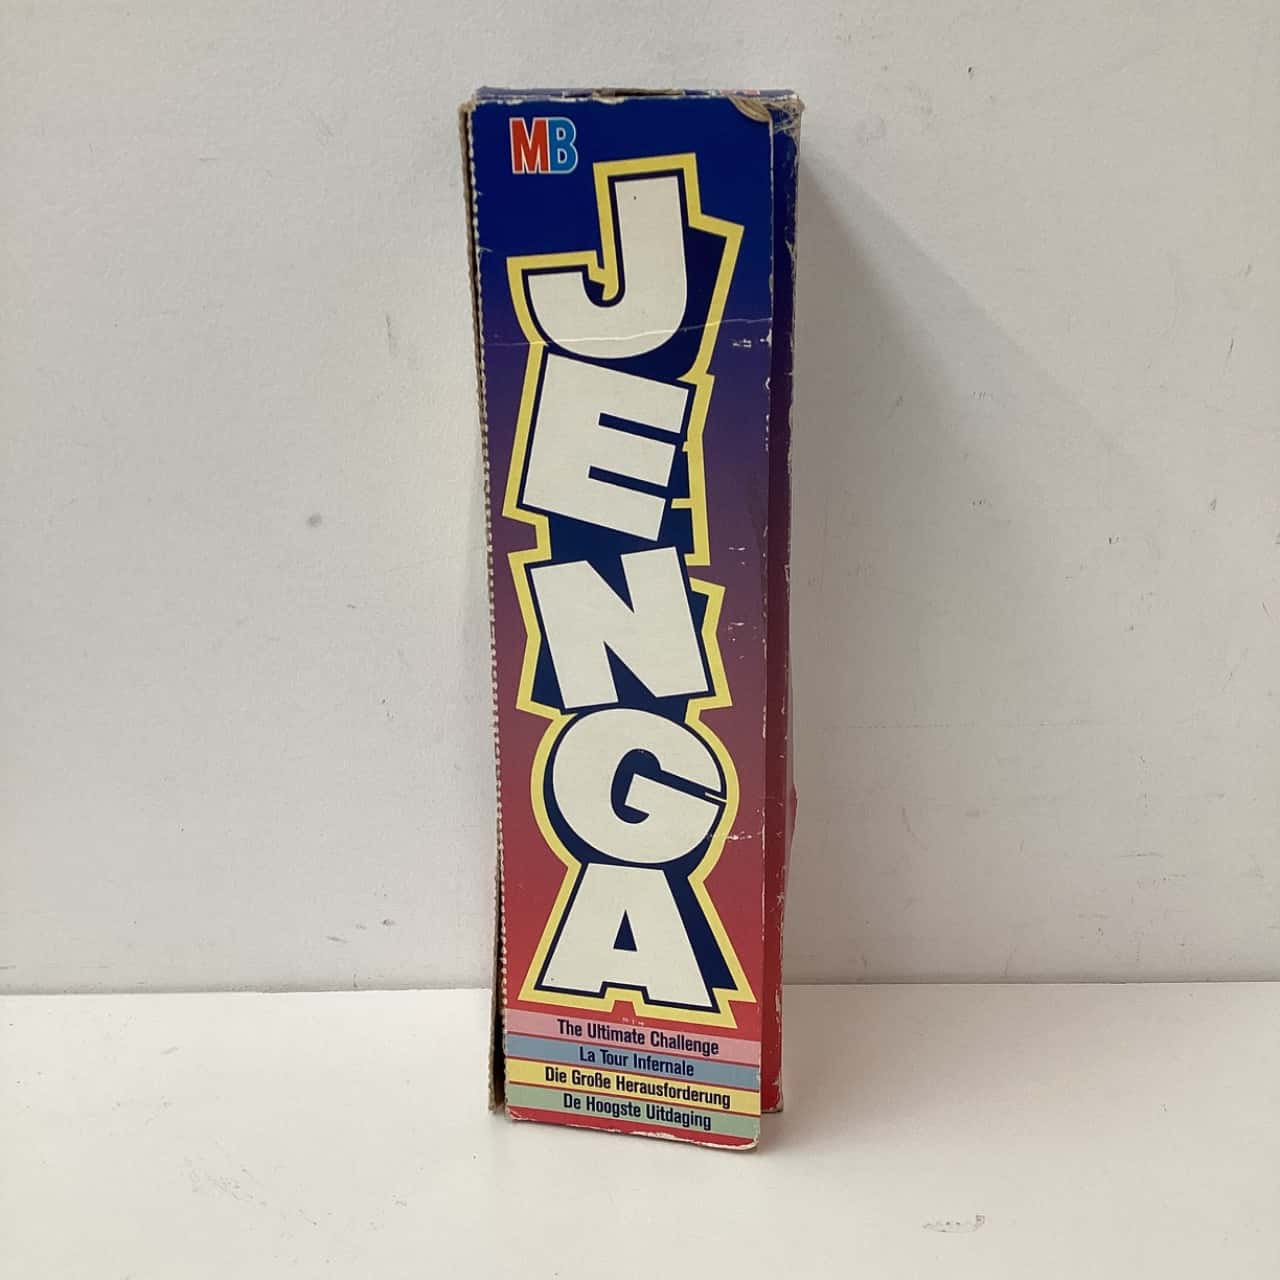 MB
JENGA
The Ultimate Challenge
La Tour Infernale
Die Große Herausforderung
De Hoogste Uitdaging